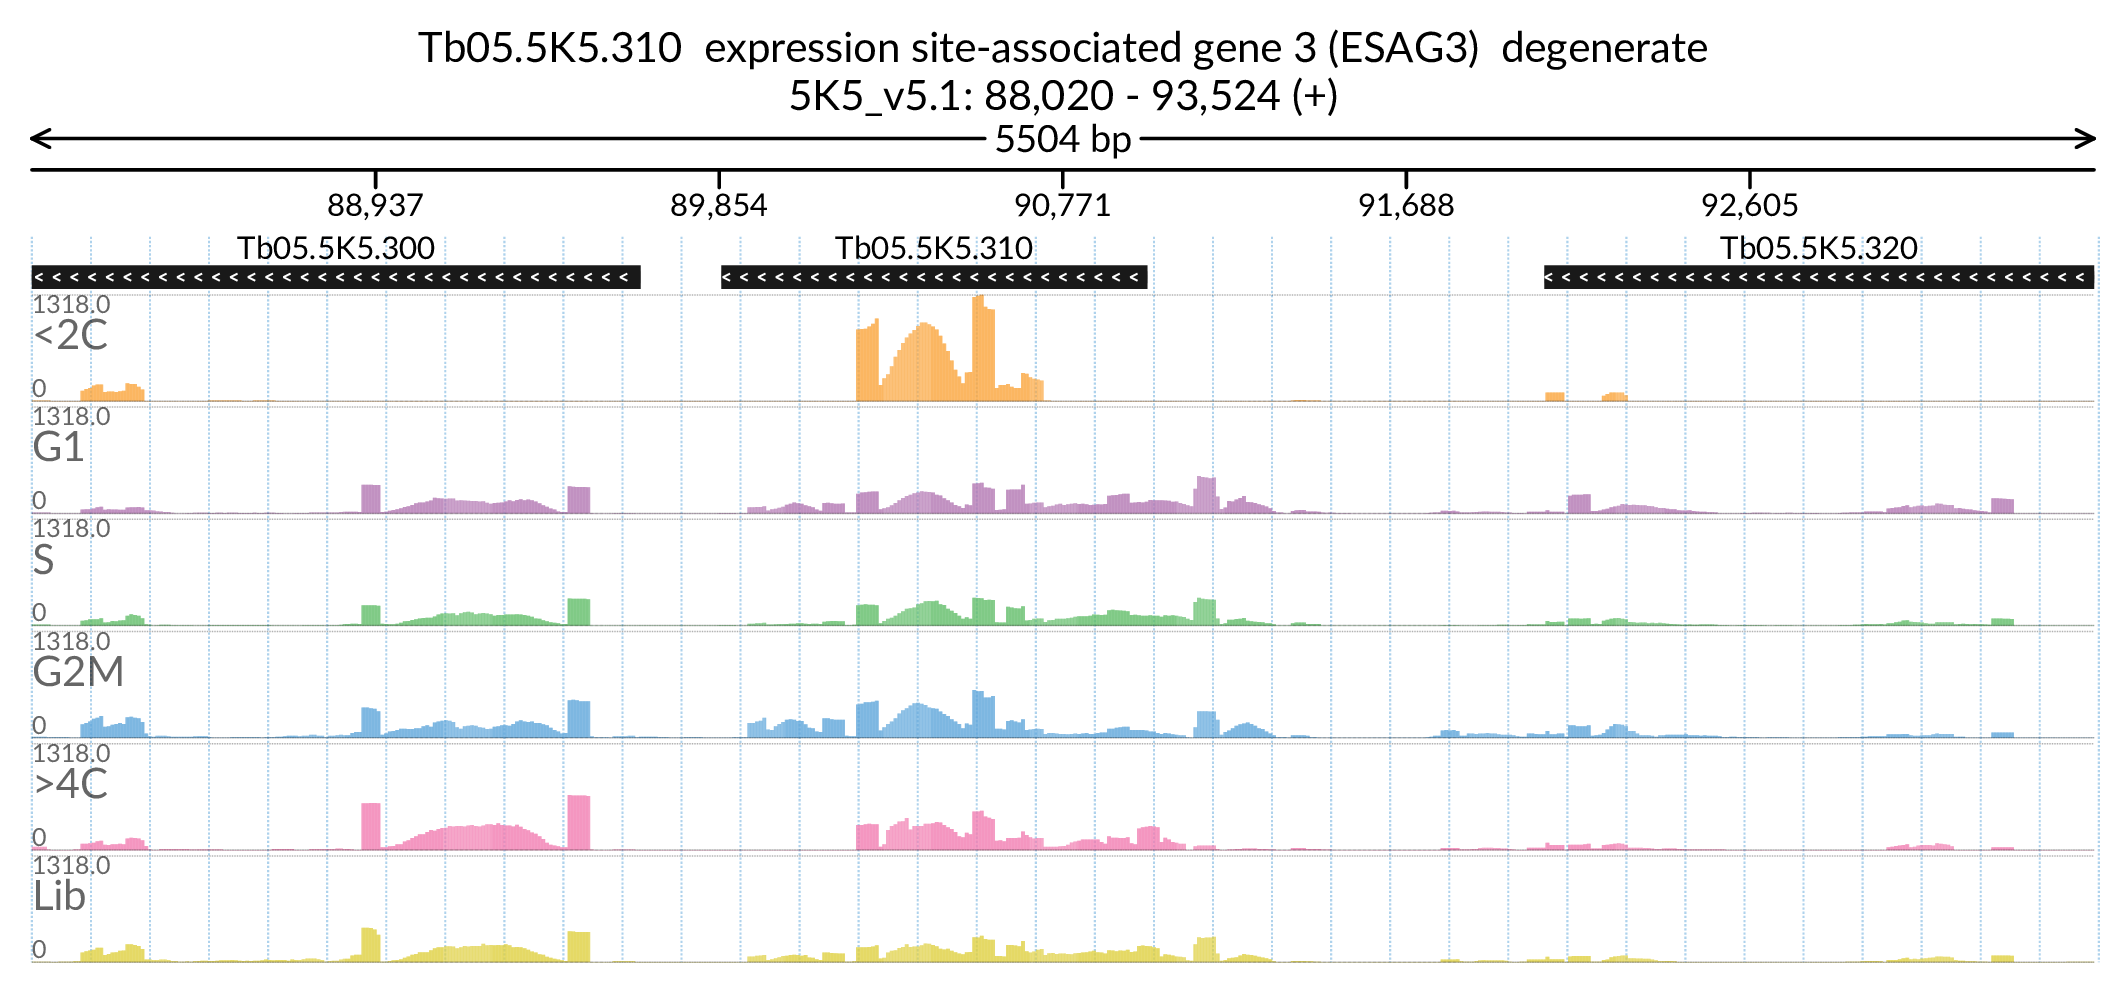 Tb05.5K5.310  expression site-associated gene 3 (ESAG3)  degenerate
5K5_v5.1: 88,020 - 93,524 (+)
5504 bp
88,937 89,854 90,771 91,688 92,605
Tb05.5K5.300 Tb05.5K5.310 Tb05.5K5.320
1318.0
<2C
0
1318.0
G1
0
1318.0
S
0
1318.0
G2M
0
1318.0
>4C
0
1318.0
Lib
0